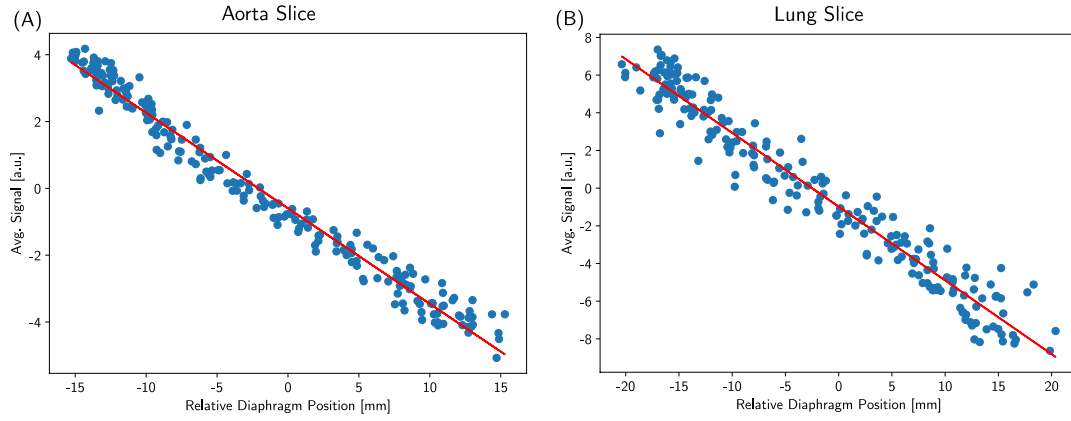 (A)
Aorta Slice
4
2
0
-2
-4
Avg. Signal [a.u.]
-15 -10 -5 0 5 10 15
Relative Diaphragm Position [mm]
(B)
Lung Slice
8
6
4
2
0
-2
-4
-6
-8
Avg. Signal [a.u.]
-20 -15 -10 -5 0 5 10 15 20
Relative Diaphragm Position [mm]